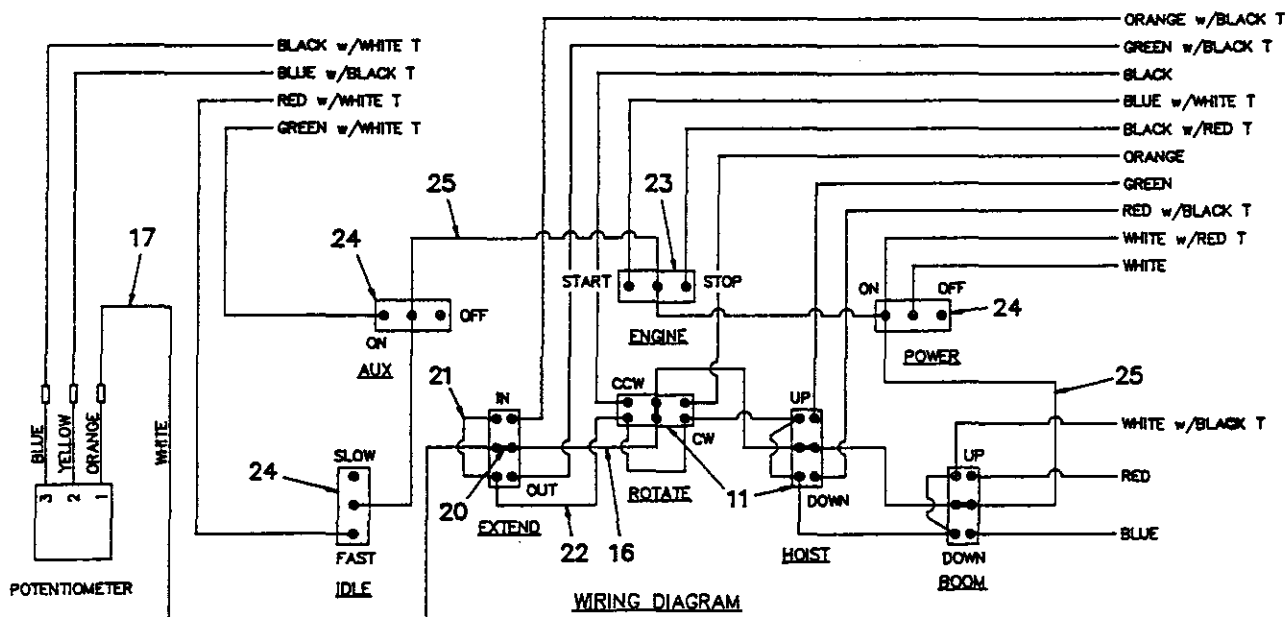 BLACK w/WHITE T
BLUE w/BLACK T
RED w/WHITE T
GREEN w/WHITE T
ORANGE w/BLACK T
GREEN w/BLACK T
BLACK
BLUE w/WHITE T
BLACK w/RED T
ORANGE
GREEN
RED w/BLACK T
WHITE w/RED T
WHITE
17
24
25
23
START
STOP
ENGINE
ON
OFF
AUX
ON
OFF
24
POWER
25
21
IN
OUT
20
EXTEND
22
CCW
CW
ROTATE
16
11
UP
DOWN
HOIST
WHITE w/BLACK T
UP
RED
BLUE
DOWN
BOOM
BLUE
YELLOW
ORANGE
WHITE
3
2
1
POTENTIOMETER
24
SLOW
FAST
IDLE
WIRING DIAGRAM